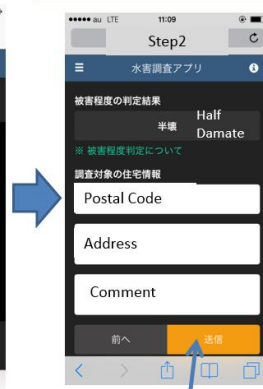 au LTE 11:09
Step2
水害調査アプリ
被害程度の判定結果
半壊 Half Damate
※ 被害程度判定について
調査対象の住宅情報
Postal Code
Address
Comment
前へ 送信